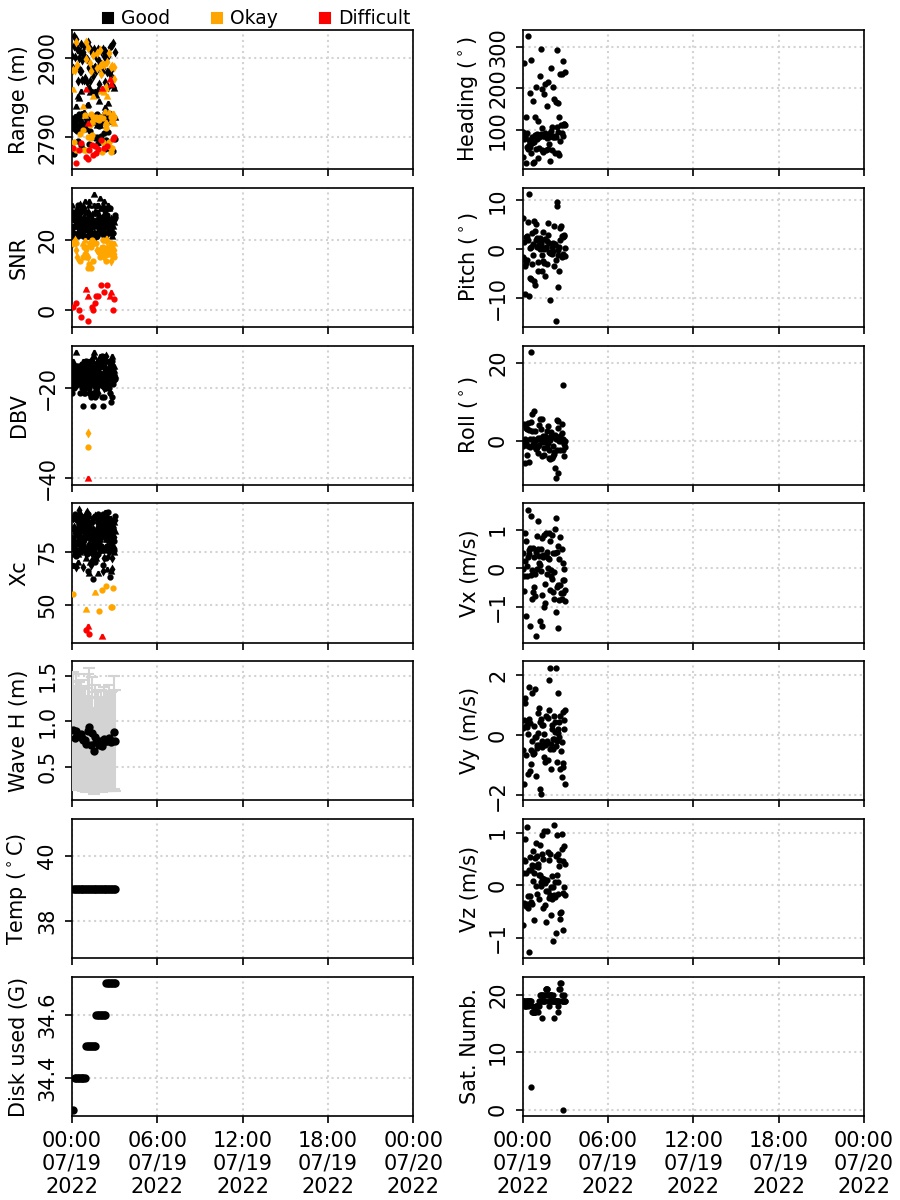 Good Okay Difficult
Range (m)
2900
2790
Heading (°)
300
200
100
SNR
20
0
Pitch (°)
10
0
−10
DBV
−20
−40
Roll (°)
20
0
Xc
75
50
Vx (m/s)
1
0
−1
Wave H (m)
1.5
1.0
0.5
Vy (m/s)
2
0
−2
Temp (°C)
40
38
Vz (m/s)
1
0
−1
Disk used (G)
34.6
34.4
Sat. Numb.
20
10
0
00:00 06:00 12:00 18:00 00:00
07/19 07/19 07/19 07/19 07/20
2022 2022 2022 2022 2022
00:00 06:00 12:00 18:00 00:00
07/19 07/19 07/19 07/19 07/20
2022 2022 2022 2022 2022